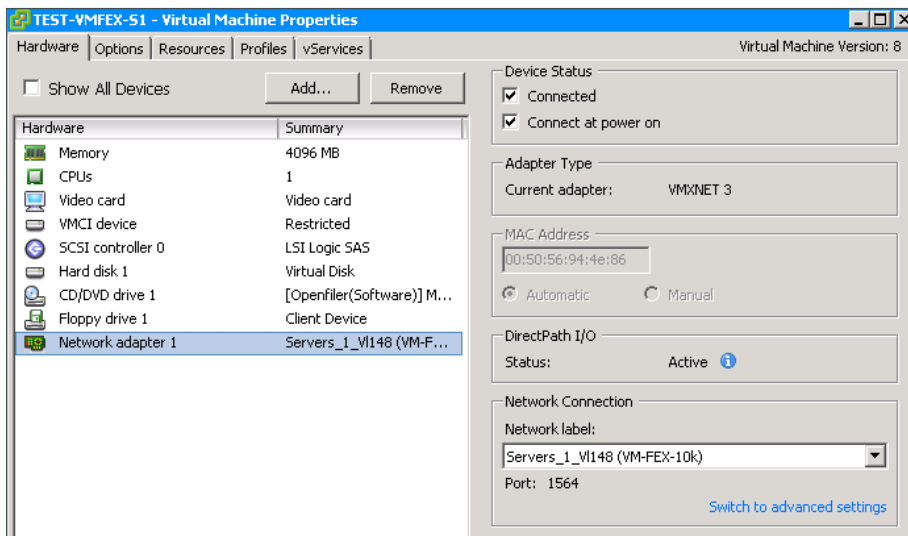 TEST-VMFEX-S1 - Virtual Machine Properties
Hardware Options Resources Profiles vServices Virtual Machine Version: 8
Show All Devices Add... Remove
Hardware Summary
Memory 4096 MB
CPUs 1
Video card Video card
VMCI device Restricted
SCSI controller 0 LSI Logic SAS
Hard disk 1 Virtual Disk
CD/DVD drive 1 [Openfiler(Software)] M...
Floppy drive 1 Client Device
Network adapter 1 Servers_1_Vl148 (VM-F...
Device Status
Connected
Connect at power on
Adapter Type
Current adapter: VMXNET 3
MAC Address
00:50:56:94:4e:86
Automatic Manual
DirectPath I/O
Status: Active
Network Connection
Network label:
Servers_1_Vl148 (VM-FEX-10k)
Port: 1564
Switch to advanced settings